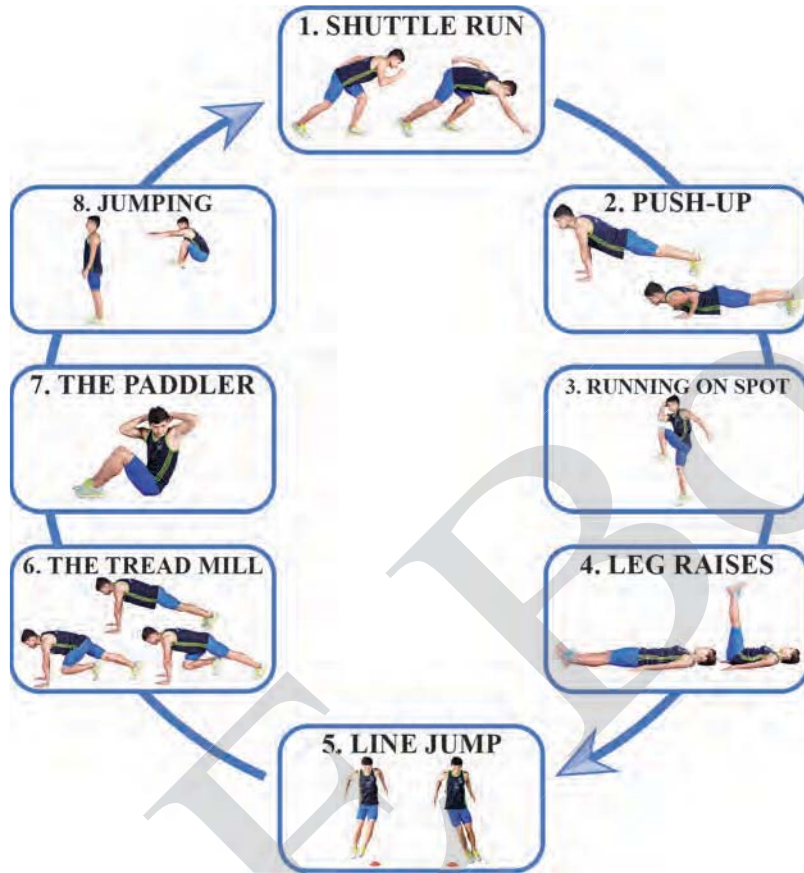 1. SHUTTLE RUN
2. PUSH-UP
3. RUNNING ON SPOT
4. LEG RAISES
5. LINE JUMP
6. THE TREAD MILL
7. THE PADDLER
8. JUMPING